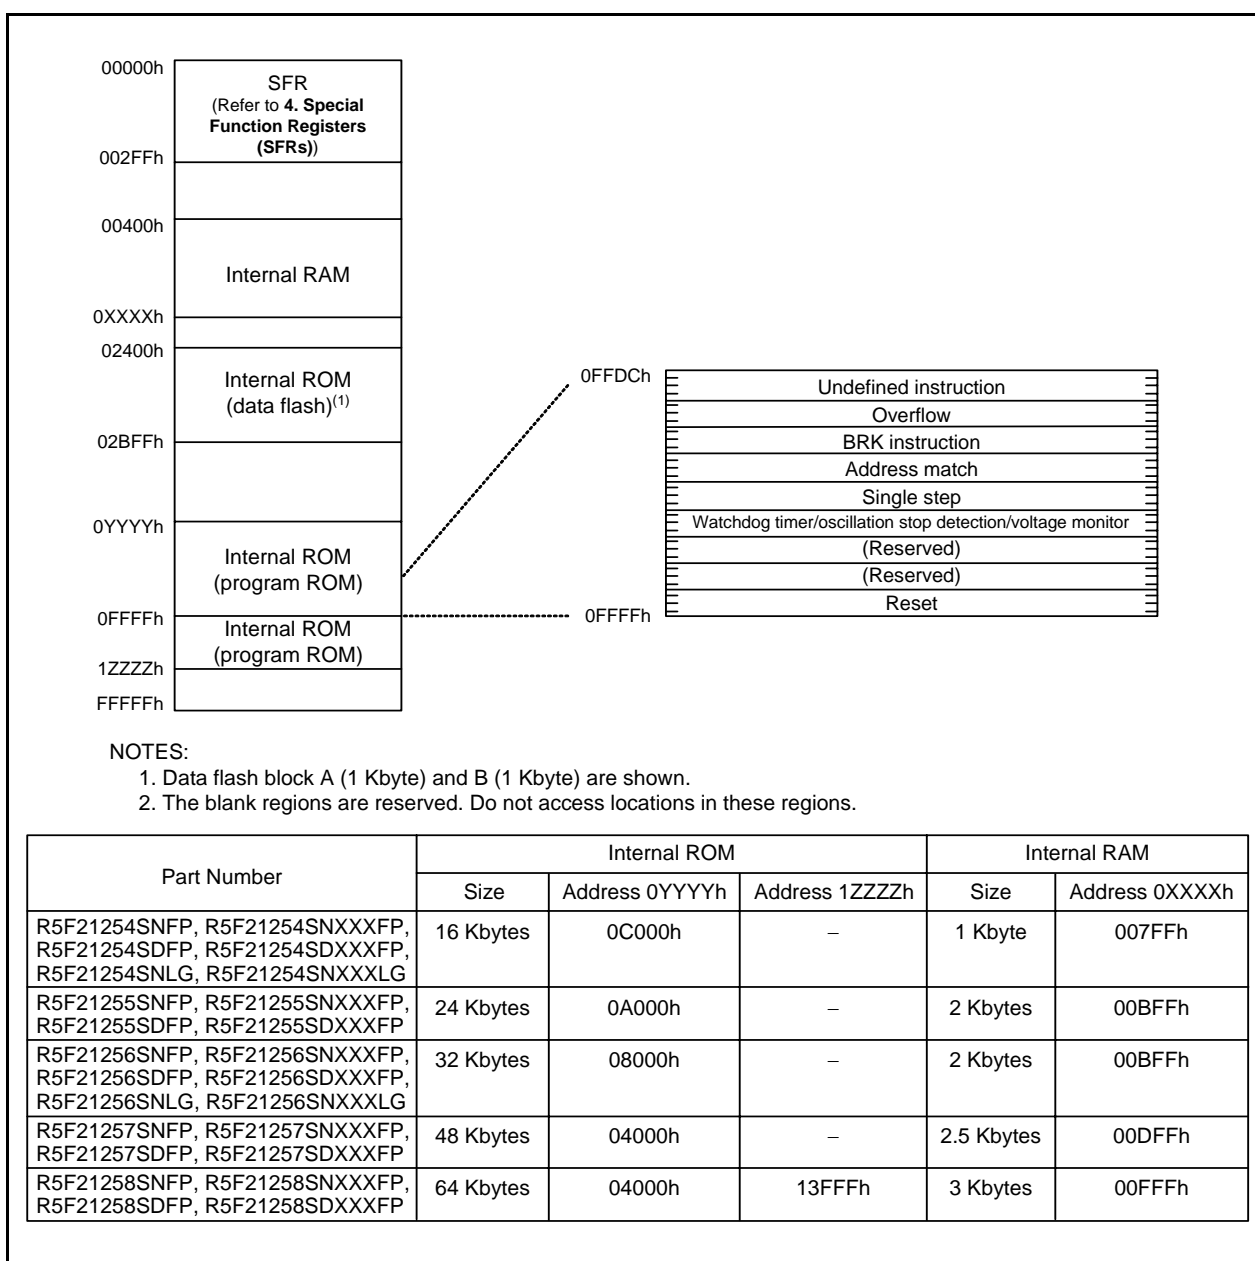 00000h
SFR
(Refer to 4. Special
Function Registers
(SFRs))
002FFh
00400h
Internal RAM
0XXXXh
02400h
Internal ROM
(data flash)(1)
02BFFh
0YYYYh
Internal ROM
(program ROM)
0FFFFh
Internal ROM
(program ROM)
1ZZZZh
FFFFFh
0FFDCh
Undefined instruction
Overflow
BRK instruction
Address match
Single step
Watchdog timer/oscillation stop detection/voltage monitor
(Reserved)
(Reserved)
Reset
0FFFFh
NOTES:
1. Data flash block A (1 Kbyte) and B (1 Kbyte) are shown.
2. The blank regions are reserved. Do not access locations in these regions.
Part Number
Internal ROM
Internal RAM
Size
Address 0YYYYh
Address 1ZZZZh
Size
Address 0XXXXh
R5F21254SNFP, R5F21254SNXXXFP,
R5F21254SDFP, R5F21254SDXXXFP,
R5F21254SNLG, R5F21254SNXXXLG
16 Kbytes
0C000h
–
1 Kbyte
007FFh
R5F21255SNFP, R5F21255SNXXXFP,
R5F21255SDFP, R5F21255SDXXXFP
24 Kbytes
0A000h
–
2 Kbytes
00BFFh
R5F21256SNFP, R5F21256SNXXXFP,
R5F21256SDFP, R5F21256SDXXXFP,
R5F21256SNLG, R5F21256SNXXXLG
32 Kbytes
08000h
–
2 Kbytes
00BFFh
R5F21257SNFP, R5F21257SNXXXFP,
R5F21257SDFP, R5F21257SDXXXFP
48 Kbytes
04000h
–
2.5 Kbytes
00DFFh
R5F21258SNFP, R5F21258SNXXXFP,
R5F21258SDFP, R5F21258SDXXXFP
64 Kbytes
04000h
13FFFh
3 Kbytes
00FFFh